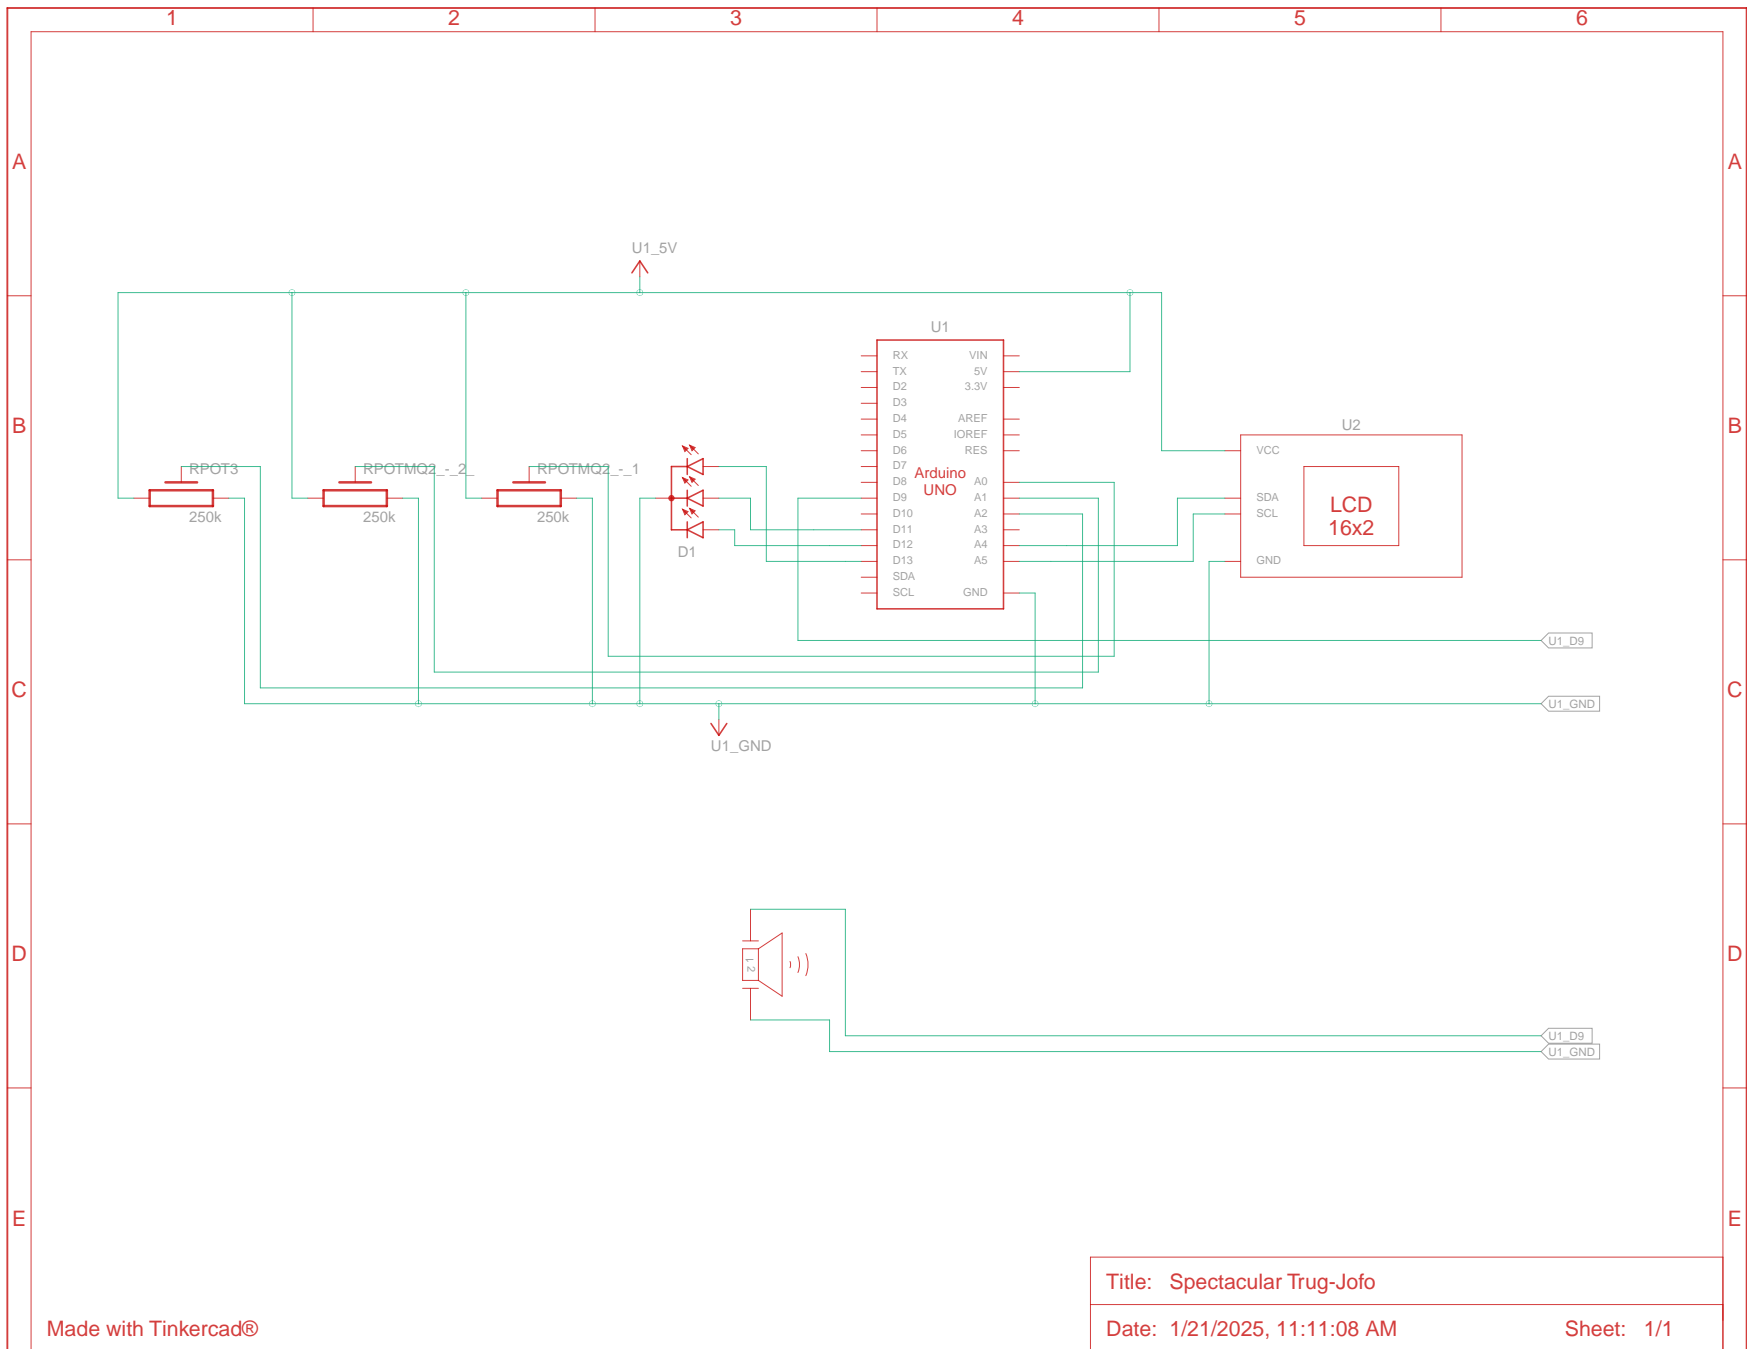 1 2 3 4 5 6
A A
U1_5V
U1
RX VIN
TX 5V
D2 3.3V
D3
D4 AREF
D5 IOREF
D6 RES
D7
D8 A0
D9 A1
D10 A2
D11 A3
D12 A4
D13 A5
SDA
SCL GND
Arduino
UNO
B B
U2
VCC
SDA
SCL
GND
LCD
16x2
RPOT3
250k
RPOTMQ2_-_2_
250k
RPOTMQ2_-_1
250k
D1
U1_D9
C C
U1_GND
U1_GND
D D
1 2
U1_D9
U1_GND
E E
Title: Spectacular Trug-Jofo
Made with Tinkercad®
Date: 1/21/2025, 11:11:08 AM Sheet: 1/1